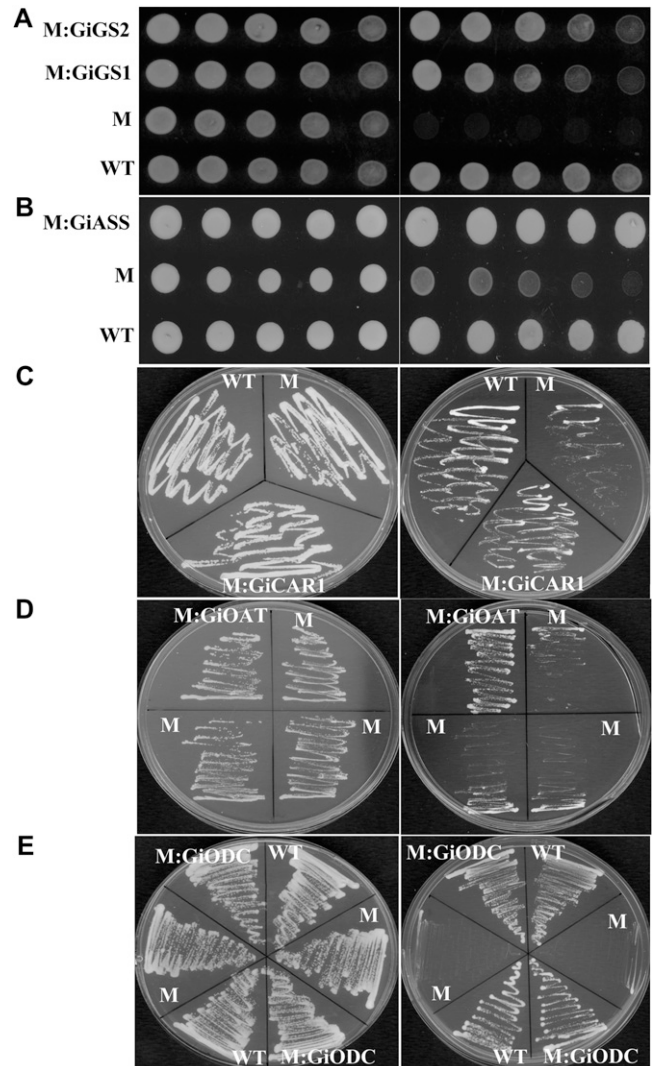 A
M:GiGS2
M:GiGS1
M
WT
B
M:GiASS
M
WT
C
WT M WT M
M:GiCAR1 M:GiCAR1
D
M:GiOAT M M:GiOAT M
M M M M
E
M:GiODC WT M:GiODC WT
M M
M M
WT M:GiODC WT M:GiODC